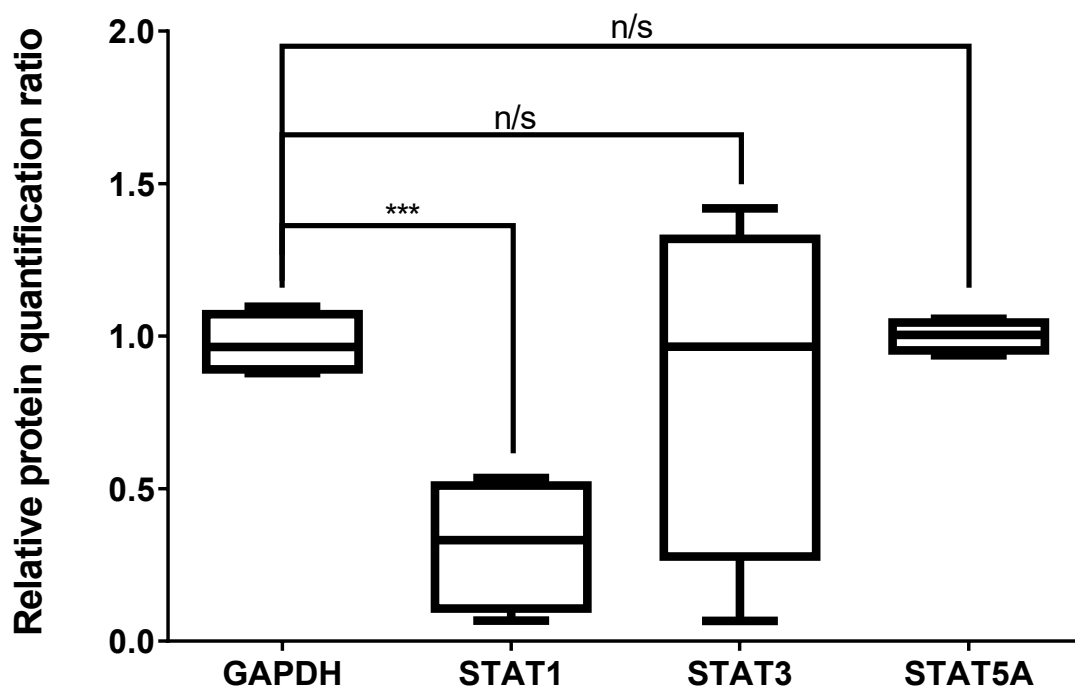 Relative protein quantification ratio
2.0
1.5
1.0
0.5
0.0
n/s
n/s
***
GAPDH STAT1 STAT3 STAT5A